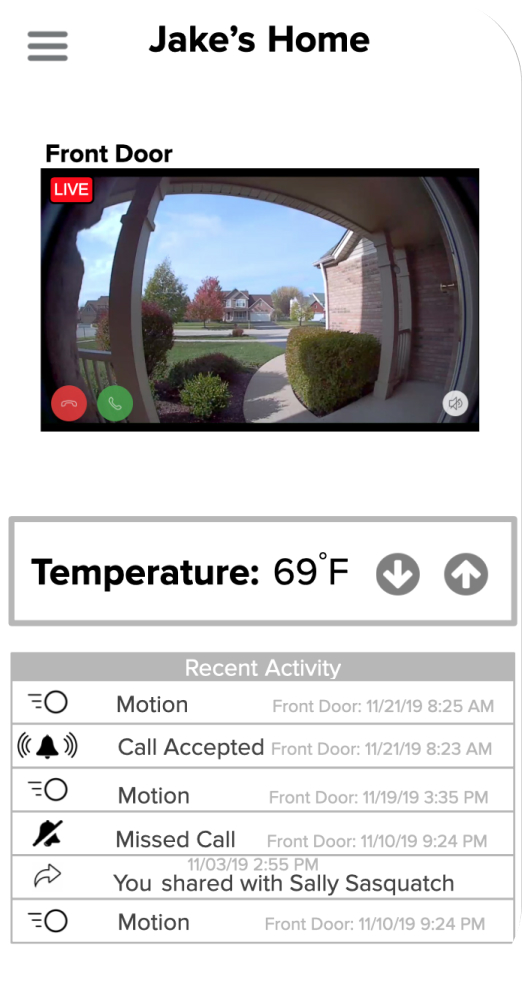 Jake's Home
Front Door
LIVE
Temperature: 69°F
Recent Activity
Motion Front Door: 11/21/19 8:25 AM
Call Accepted Front Door: 11/21/19 8:23 AM
Motion Front Door: 11/19/19 3:35 PM
Missed Call Front Door: 11/10/19 9:24 PM
11/03/19 2:55 PM
You shared with Sally Sasquatch
Motion Front Door: 11/10/19 9:24 PM